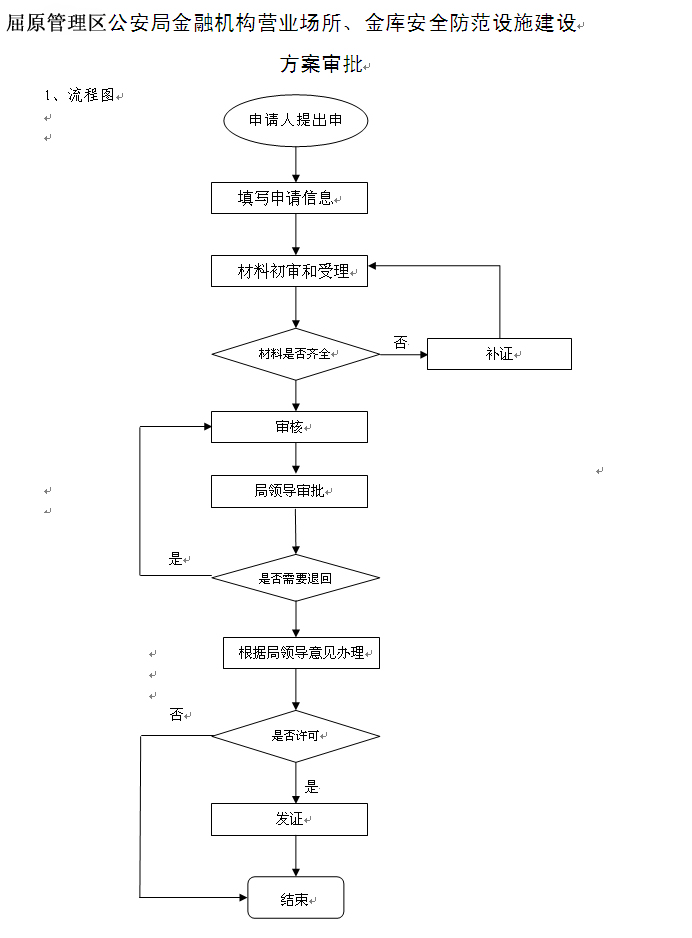 屈原管理区公安局金融机构营业场所、金库安全防范设施建设
方案审批
1、流程图
申请人提出申
填写申请信息
材料初审和受理
材料是否齐全
否
补证
审核
局领导审批
是
是否需要退回
根据局领导意见办理
否
是否许可
是
发证
结束